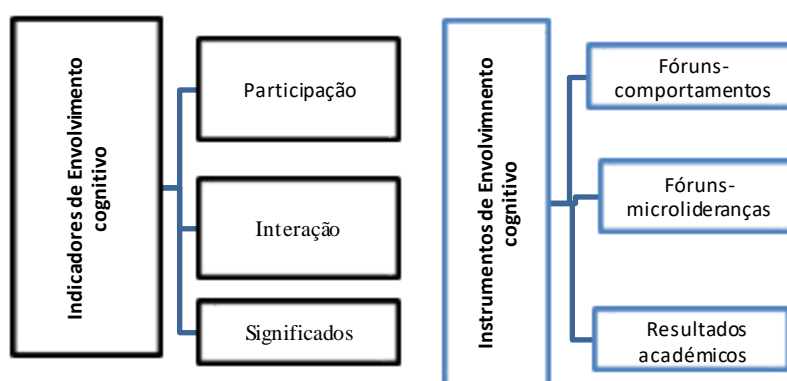 Indicadores de Envolvimento
cognitivo
Participação
Interação
Significados
Instrumentos de Envolvimnento
cognitivo
Fóruns-
comportamentos
Fóruns-
microlideranças
Resultados
académicos